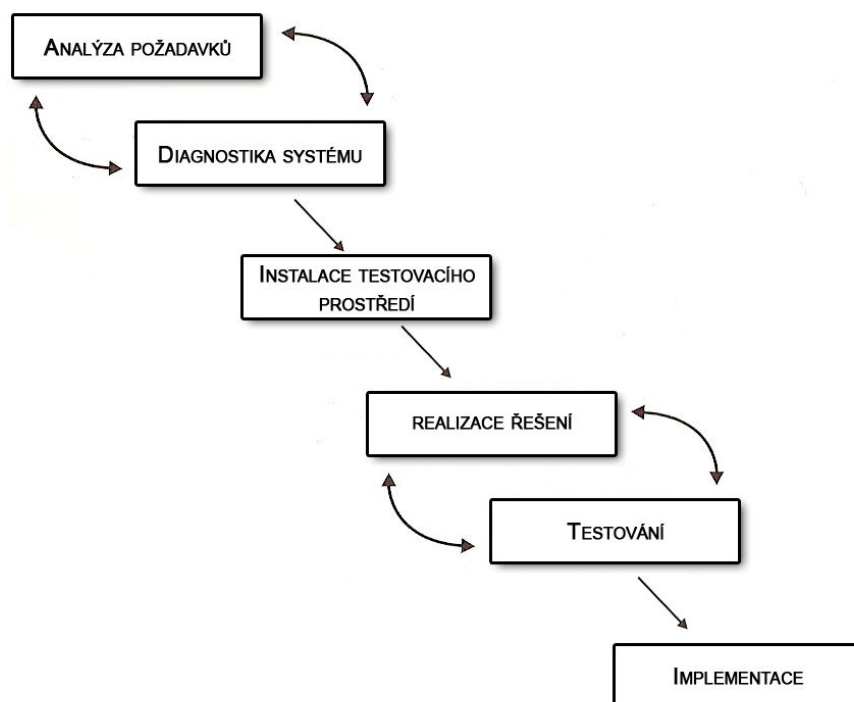 ANALÝZA POŽADAVKŮ
DIAGNOSTIKA SYSTÉMU
INSTALACE TESTOVACÍHO
PROSTŘEDÍ
REALIZACE ŘEŠENÍ
TESTOVÁNÍ
IMPLEMENTACE